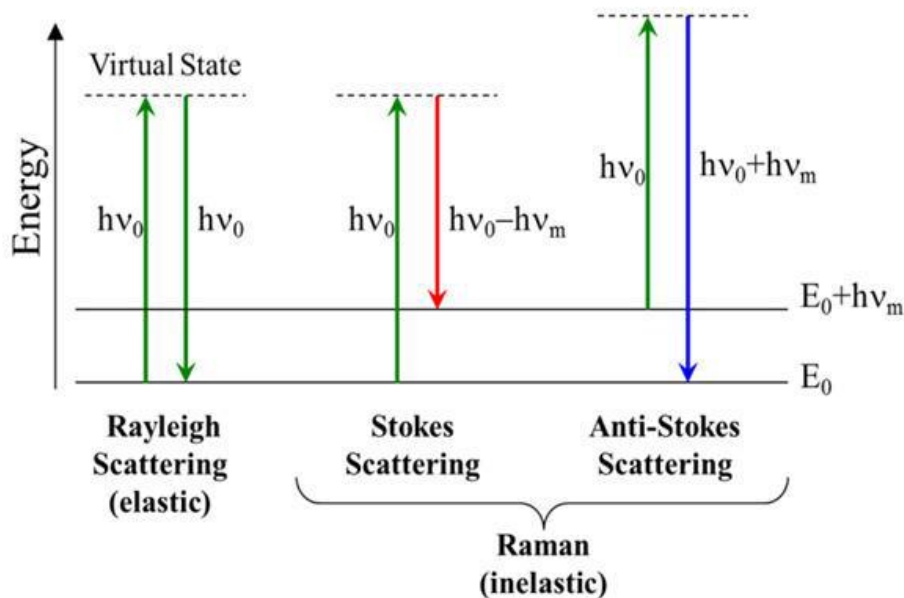 Energy
Virtual State
hν₀
hν₀
hν₀
hν₀−hνₘ
hν₀
hν₀+hνₘ
E₀+hνₘ
E₀
Rayleigh
Scattering
(elastic)
Stokes
Scattering
Anti-Stokes
Scattering
Raman
(inelastic)